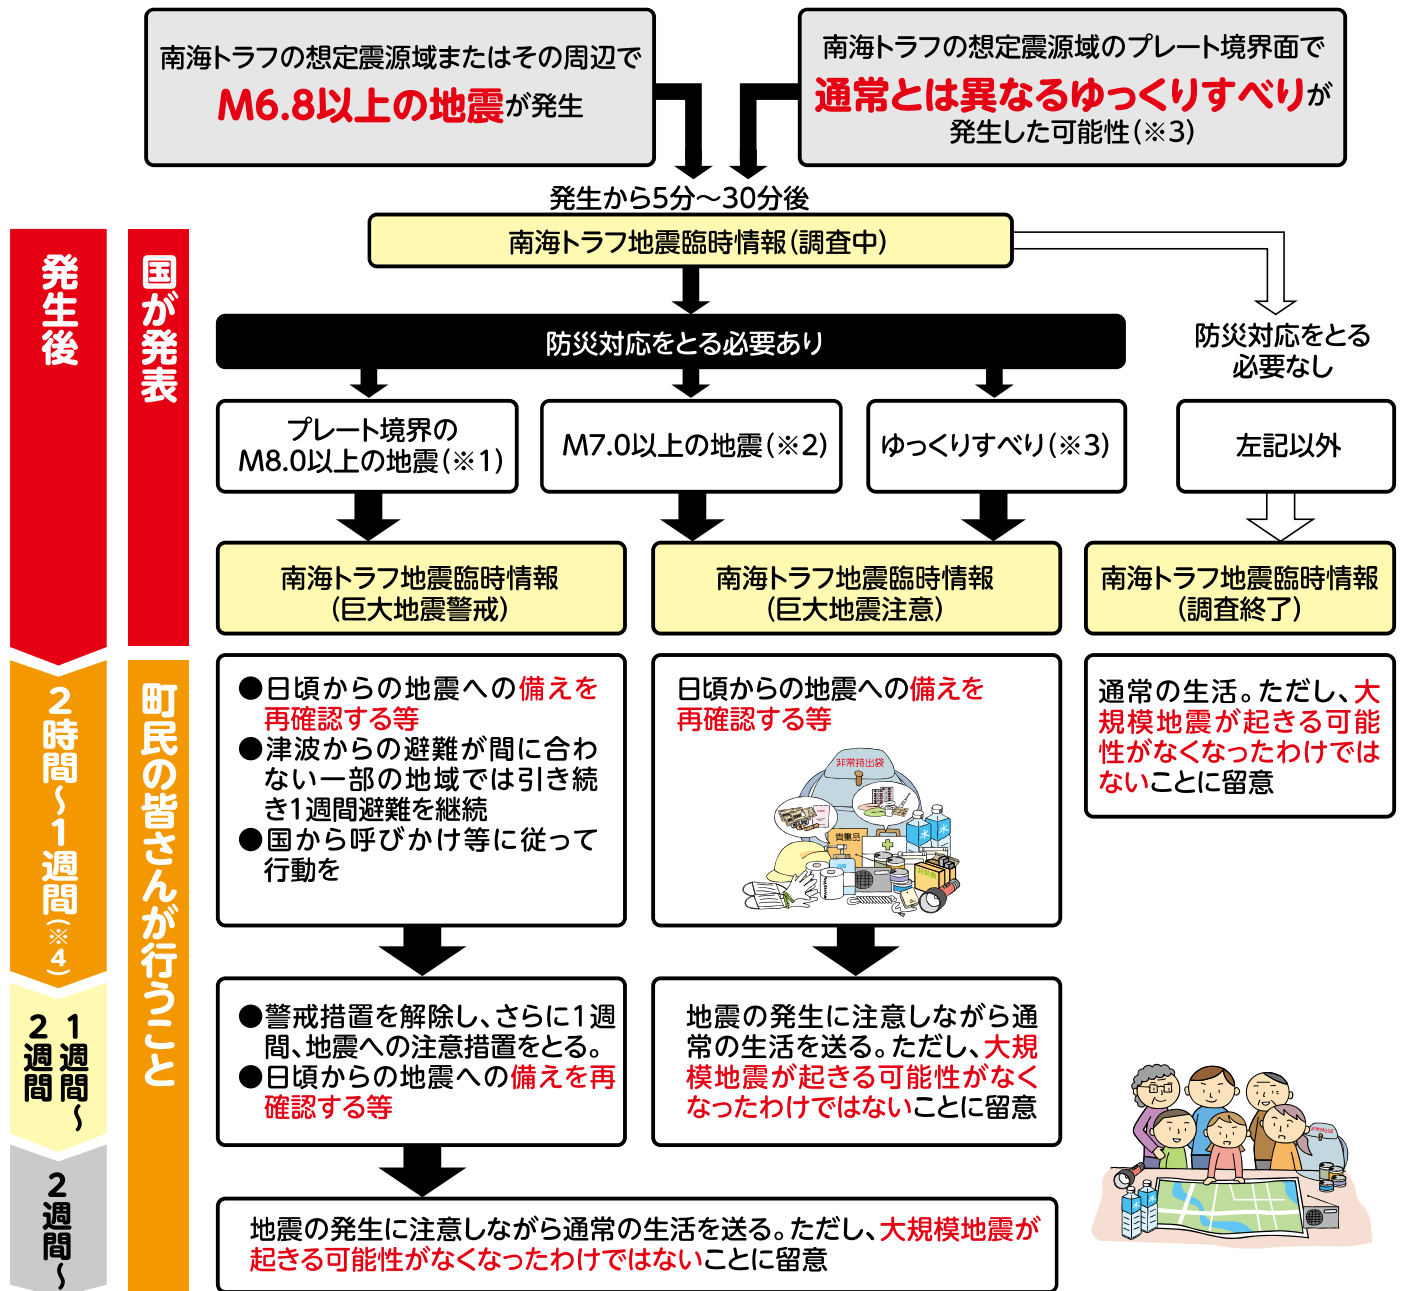 南海トラフの想定震源域またはその周辺で
M6.8以上の地震が発生
南海トラフの想定震源域のプレート境界面で
通常とは異なるゆっくりすべりが
発生した可能性(※3)
発生から5分～30分後
南海トラフ地震臨時情報(調査中)
発生後
国が発表
防災対応をとる必要あり
防災対応をとる
必要なし
プレート境界の
M8.0以上の地震(※1)
M7.0以上の地震(※2)
ゆっくりすべり(※3)
左記以外
南海トラフ地震臨時情報
(巨大地震警戒)
南海トラフ地震臨時情報
(巨大地震注意)
南海トラフ地震臨時情報
(調査終了)
2時間～1週間(※4)
町民の皆さんが行うこと
●日頃からの地震への備えを
再確認する等
●津波からの避難が間に合わ
ない一部の地域では引き続
き1週間避難を継続
●国から呼びかけ等に従って
行動を
日頃からの地震への備えを
再確認する等
非常持出袋
貴重品
水
水
非常食
通常の生活。ただし、大
規模地震が起きる可能
性がなくなったわけでは
ないことに留意
1週間～
2週間
●警戒措置を解除し、さらに1週
間、地震への注意措置をとる。
●日頃からの地震への備えを再
確認する等
地震の発生に注意しながら通
常の生活を送る。ただし、大規
模地震が起きる可能性がなく
なったわけではないことに留意
非常持出袋
水
水
2週間～
地震の発生に注意しながら通常の生活を送る。ただし、大規模地震が
起きる可能性がなくなったわけではないことに留意